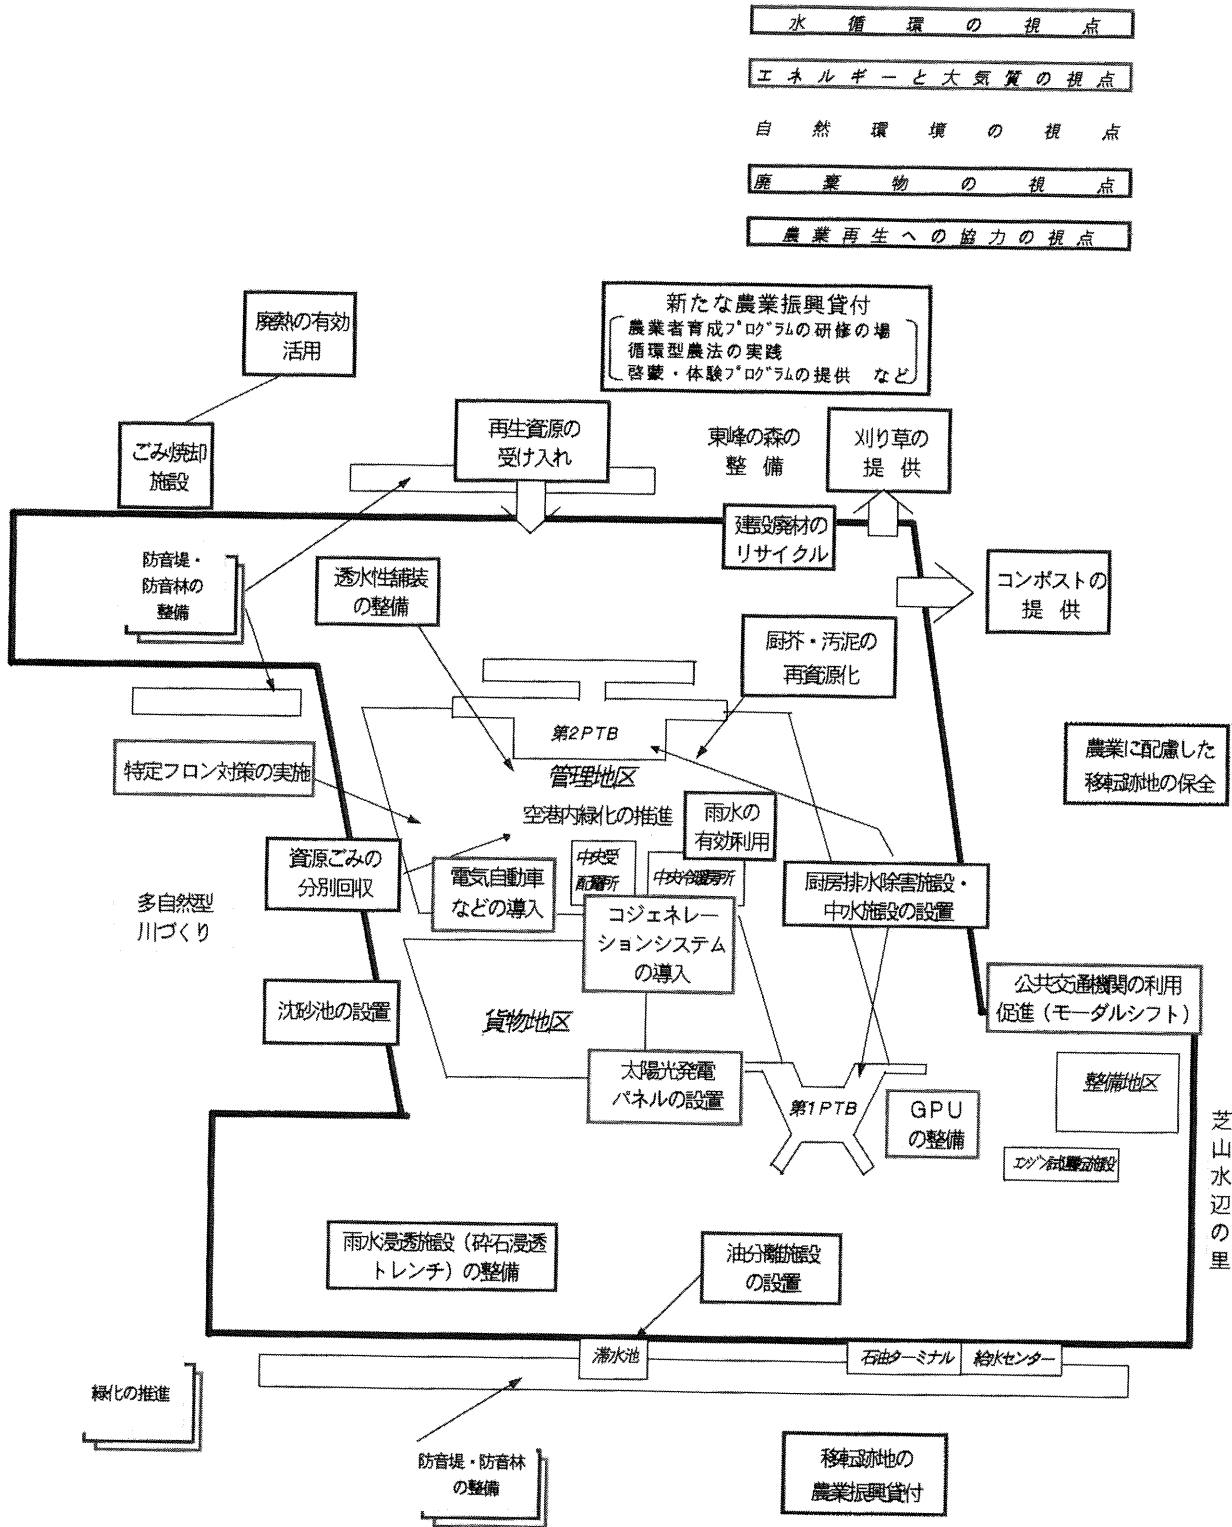 水循環の視点
エネルギーと大気質の視点
自然環境の視点
廃棄物の視点
農業再生への協力の視点
新たな農業振興貸付
農業者育成プログラムの研修の場
循環型農法の実践
啓蒙・体験プログラムの提供 など
廃熱の有効
活用
ごみ焼却
施設
再生資源の
受け入れ
東峰の森の
整備
刈り草の
提供
建設廃材の
リサイクル
防音堤・
防音林の
整備
透水性舗装
の整備
コンポストの
提供
厨芥・汚泥の
再資源化
第2PTB
管理地区
農業に配慮した
移転跡地の保全
特定フロン対策の実施
空港内緑化の推進
雨水の
有効利用
資源ごみの
分別回収
電気自動車
などの導入
中央受
配電所
中央冷暖房所
厨房排水除害施設・
中水施設の設置
多自然型
川づくり
コジェネレー
ションシステム
の導入
沈砂池の設置
貨物地区
公共交通機関の利用
促進(モーダルシフト)
太陽光発電
パネルの設置
第1PTB
GPU
の整備
整備地区
エンジン試運転施設
芝山水辺の里
雨水浸透施設(砕石浸透
トレンチ)の整備
油分離施設
の設置
滞水池
石油ターミナル
給水センター
緑化の推進
防音堤・防音林
の整備
移転跡地の
農業振興貸付